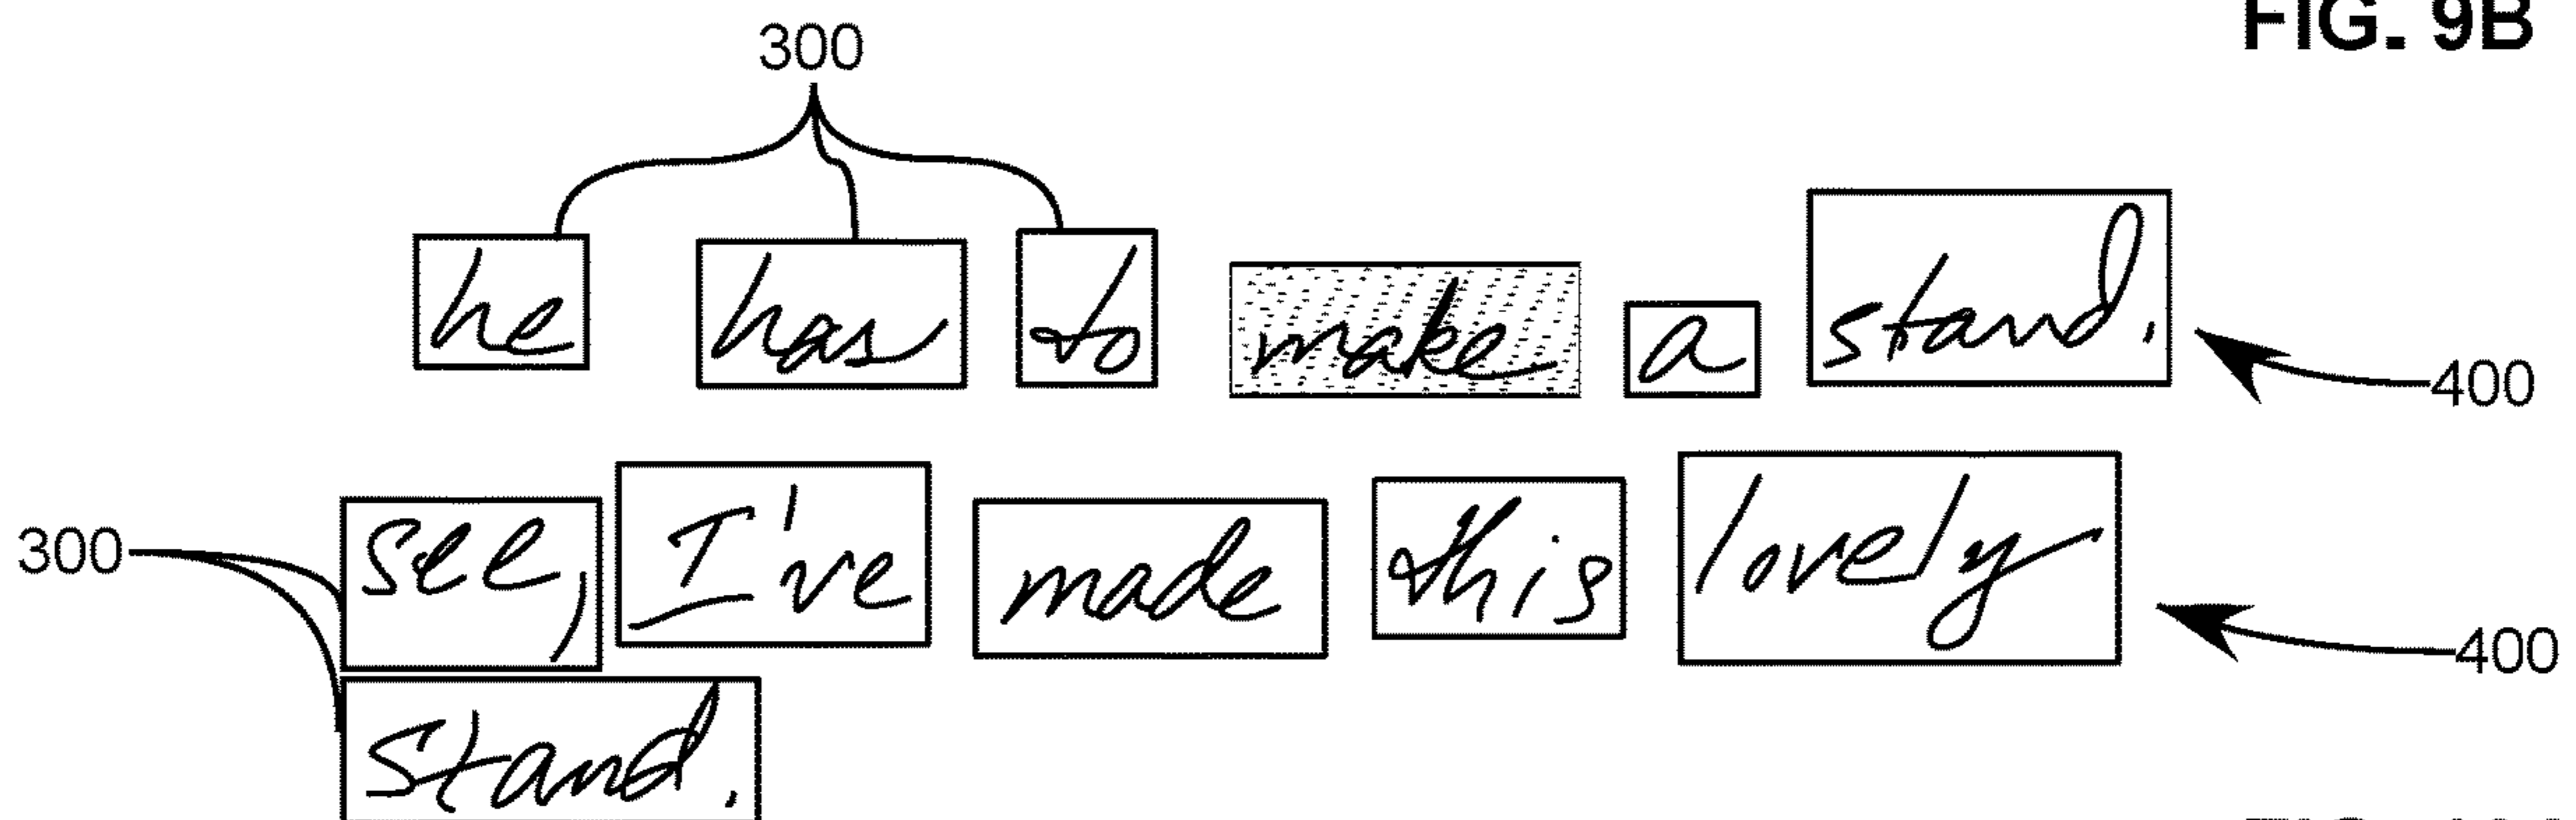 FIG. 9B
300
he has to make a stand.
400
see, I've made this lovely
300
400
stand.